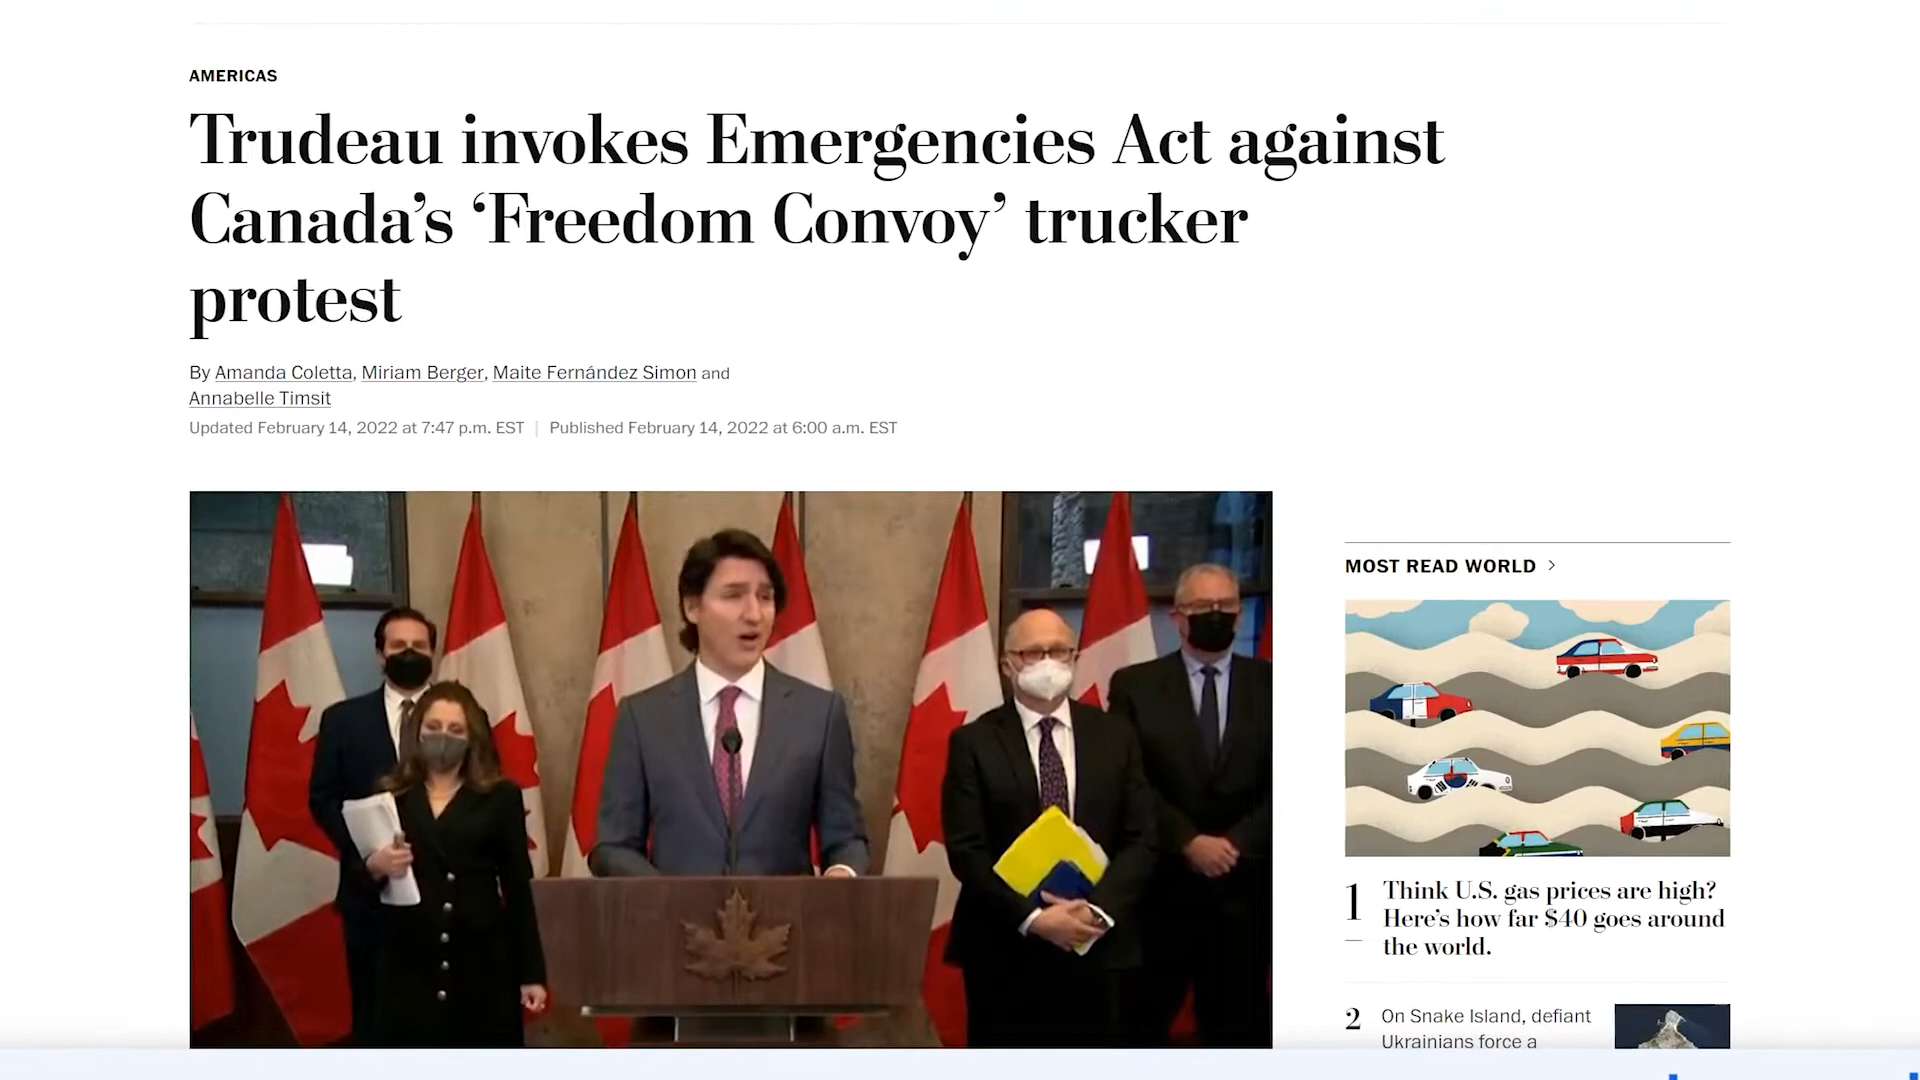 AMERICAS
Trudeau invokes Emergencies Act against
Canada’s ‘Freedom Convoy’ trucker
protest
By Amanda Coletta, Miriam Berger, Maite Fernández Simon and
Annabelle Timsit
Updated February 14, 2022 at 7:47 p.m. EST | Published February 14, 2022 at 6:00 a.m. EST
MOST READ WORLD >
1 Think U.S. gas prices are high?
Here’s how far $40 goes around
the world.
2 On Snake Island, defiant
Ukrainians force a